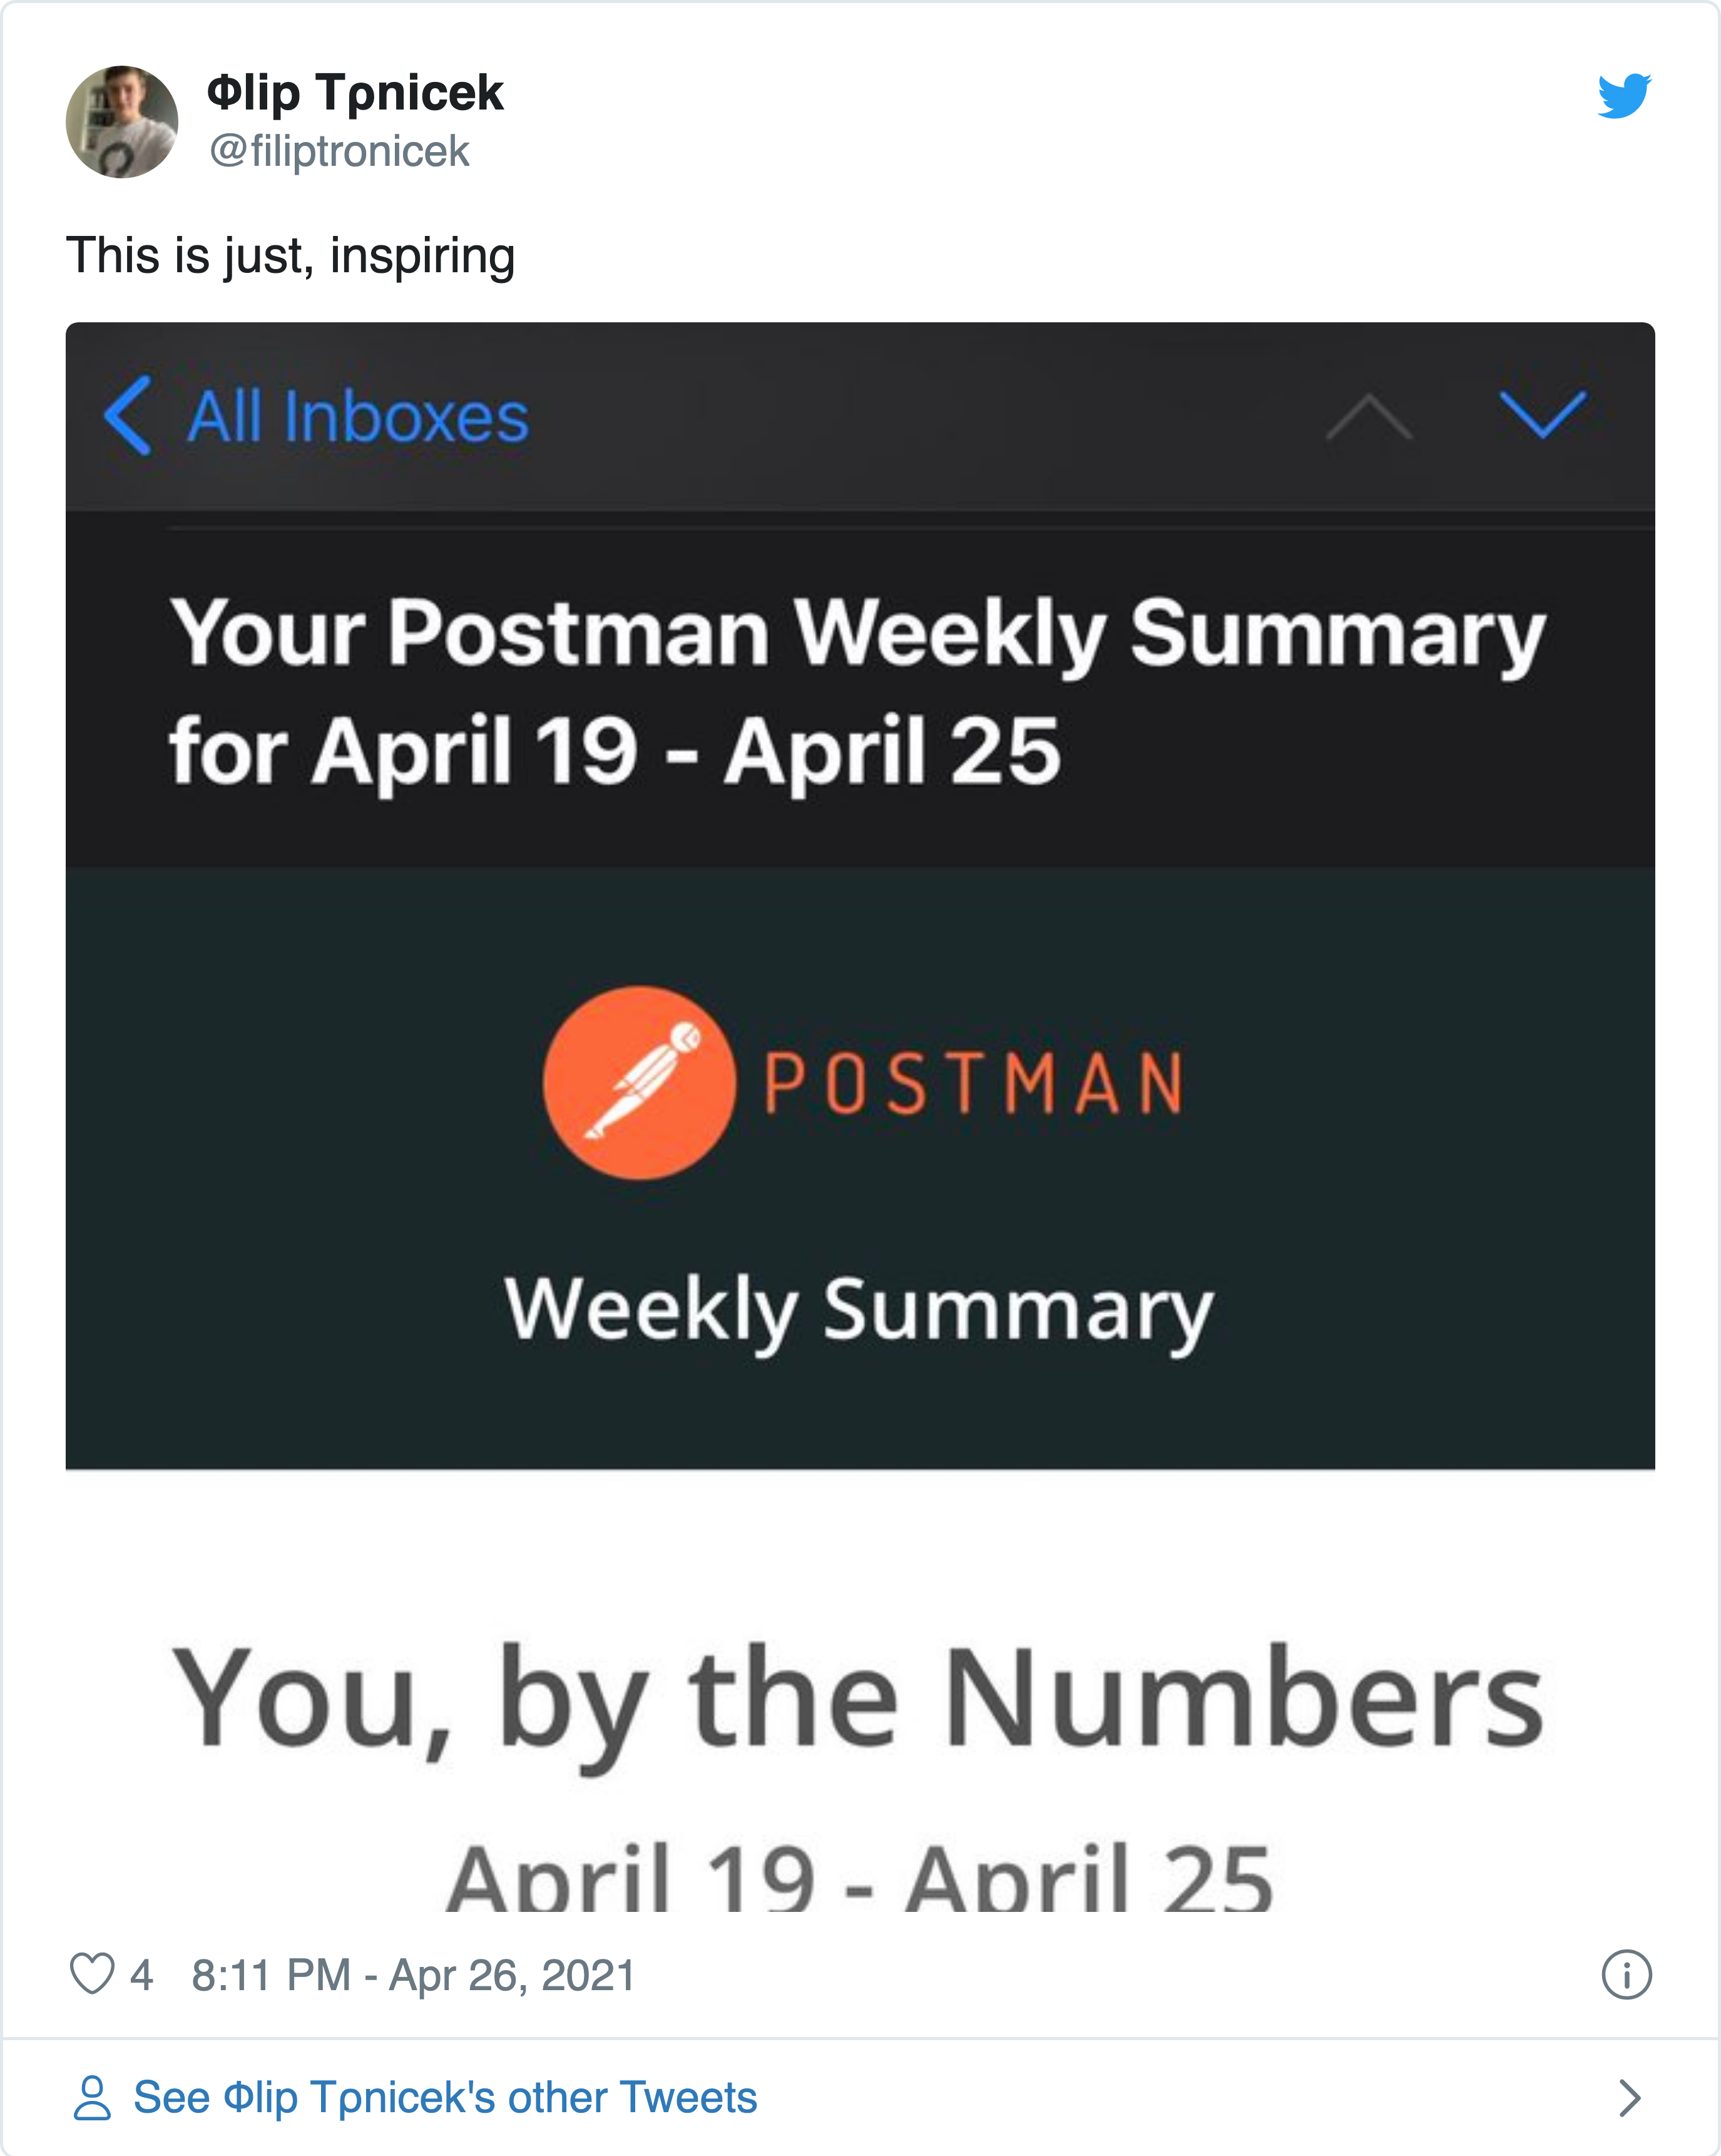 Φlip Tρnicek
@filiptronicek
This is just, inspiring
All Inboxes
Your Postman Weekly Summary
for April 19 - April 25
POSTMAN
Weekly Summary
You, by the Numbers
April 19 - April 25
4 8:11 PM - Apr 26, 2021
See Φlip Tρnicek's other Tweets